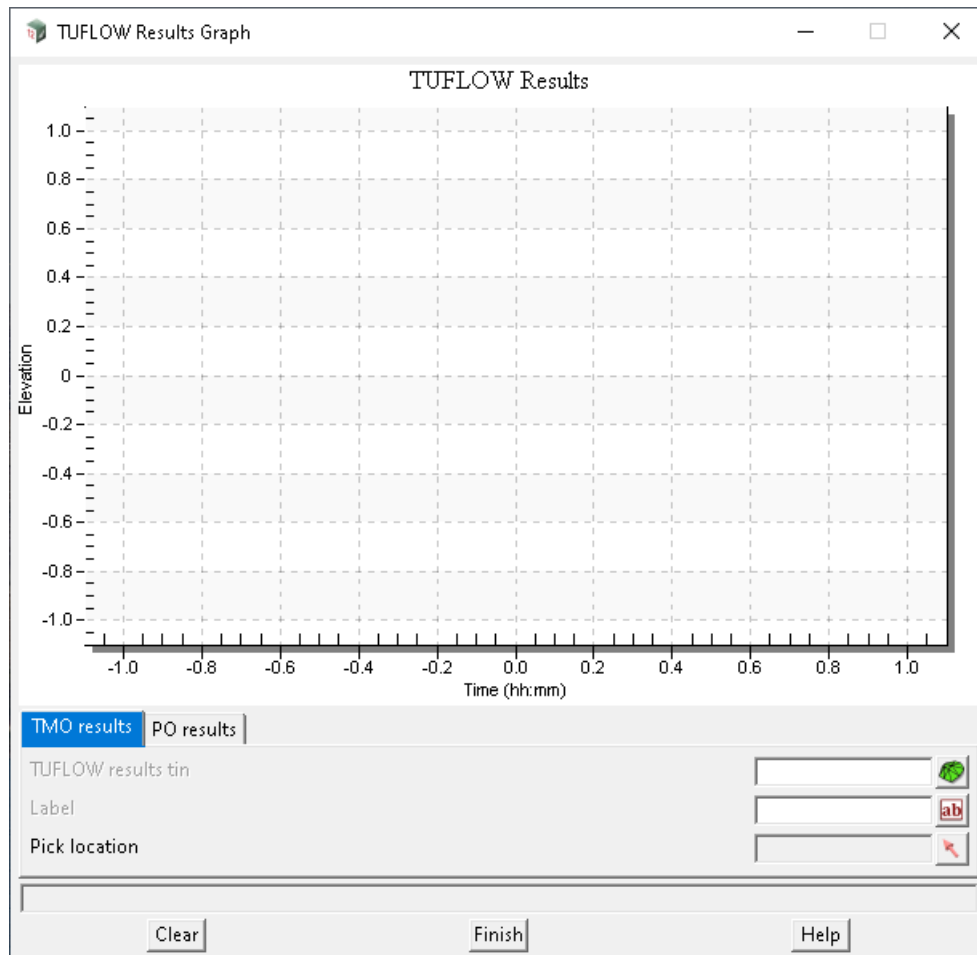 TUFLOW Results Graph
TUFLOW Results
1.0
0.8
0.6
0.4
0.2
0
-0.2
-0.4
-0.6
-0.8
-1.0
Elevation
-1.0 -0.8 -0.6 -0.4 -0.2 0.0 0.2 0.4 0.6 0.8 1.0
Time (hh:mm)
TMO results PO results
TUFLOW results tin
Label ab
Pick location
Clear Finish Help